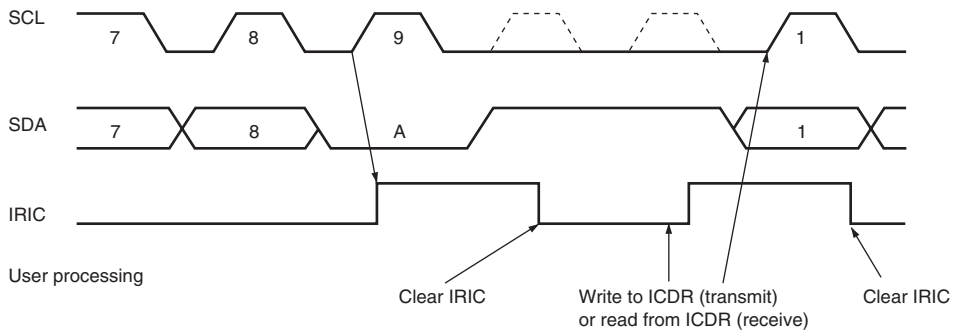 SCL
7 8 9 1
SDA
7 8 A 1
IRIC
User processing
Clear IRIC
Write to ICDR (transmit)
or read from ICDR (receive)
Clear IRIC